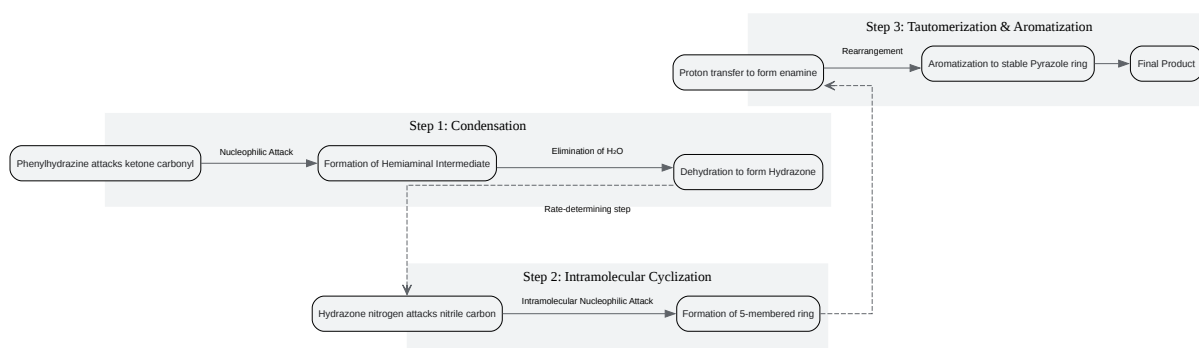 Step 3: Tautomerization & Aromatization
Proton transfer to form enamine
Rearrangement
Aromatization to stable Pyrazole ring
Final Product
Step 1: Condensation
Phenylhydrazine attacks ketone carbonyl
Nucleophilic Attack
Formation of Hemiaminal Intermediate
Elimination of H₂O
Dehydration to form Hydrazone
Rate-determining step
Step 2: Intramolecular Cyclization
Hydrazone nitrogen attacks nitrile carbon
Intramolecular Nucleophilic Attack
Formation of 5-membered ring